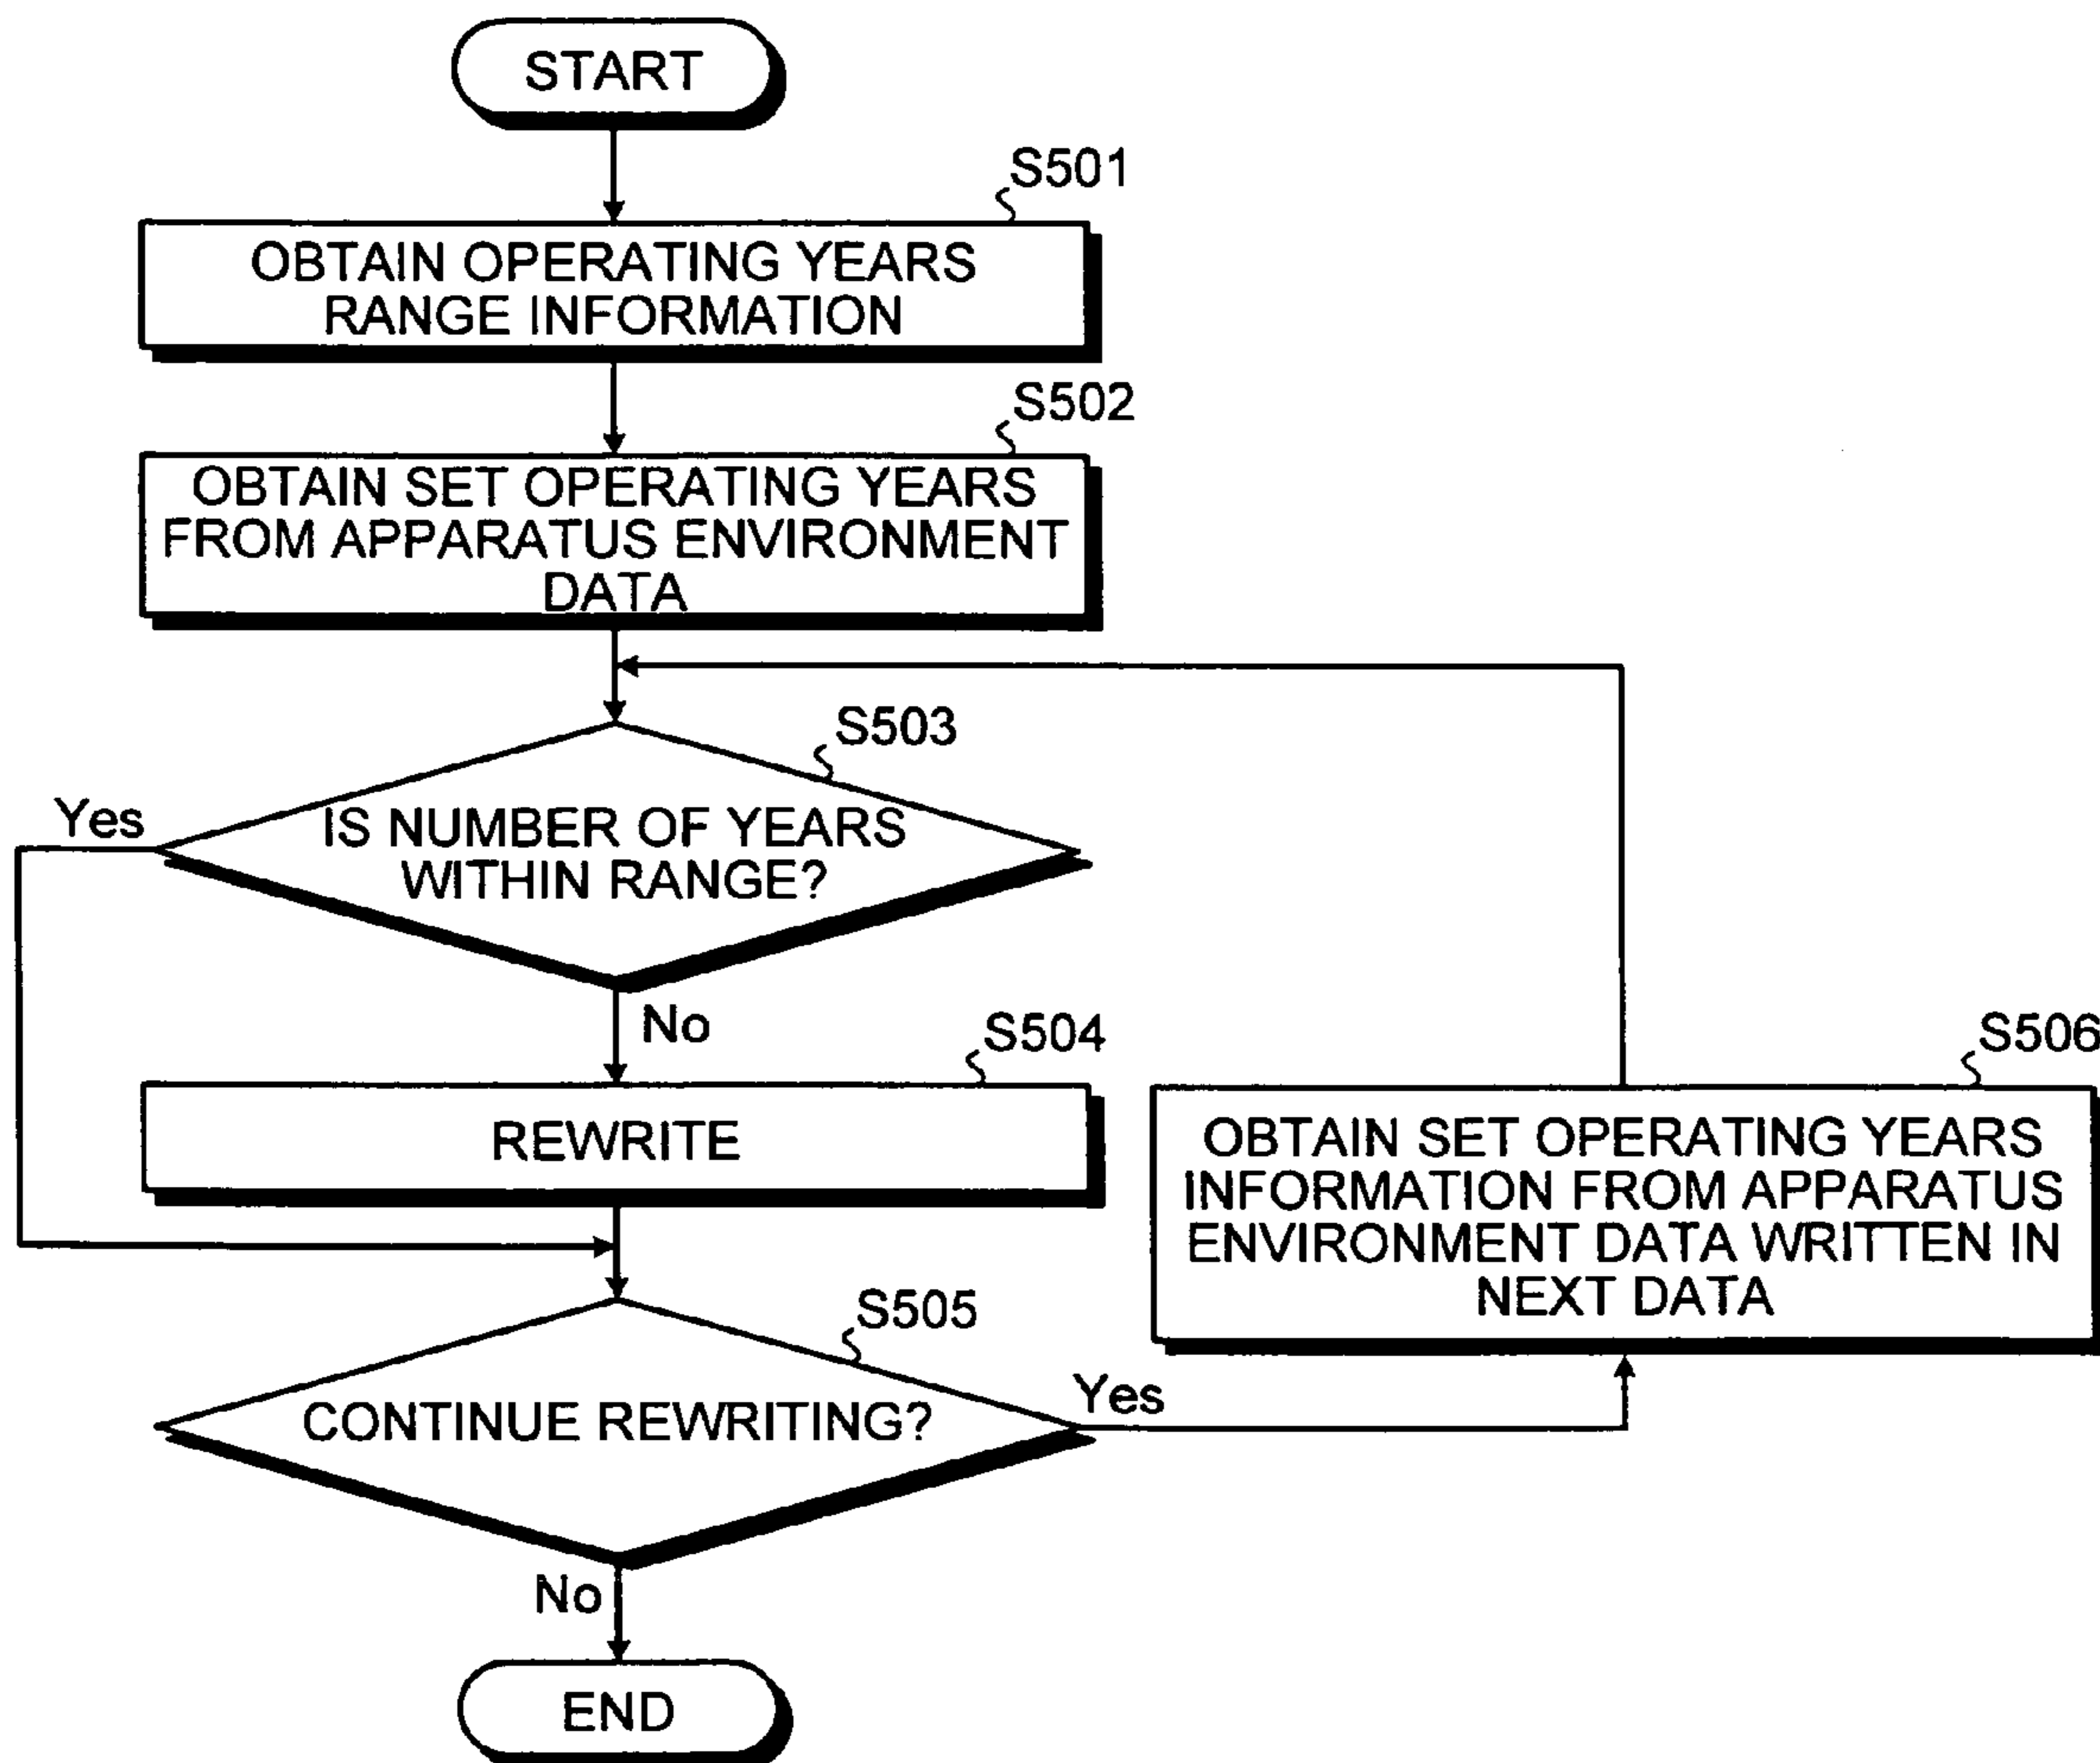 START
S501
OBTAIN OPERATING YEARS
RANGE INFORMATION
S502
OBTAIN SET OPERATING YEARS
FROM APPARATUS ENVIRONMENT
DATA
S503
Yes
IS NUMBER OF YEARS
WITHIN RANGE?
No
S504
REWRITE
S505
CONTINUE REWRITING?
Yes
S506
OBTAIN SET OPERATING YEARS
INFORMATION FROM APPARATUS
ENVIRONMENT DATA WRITTEN IN
NEXT DATA
No
END